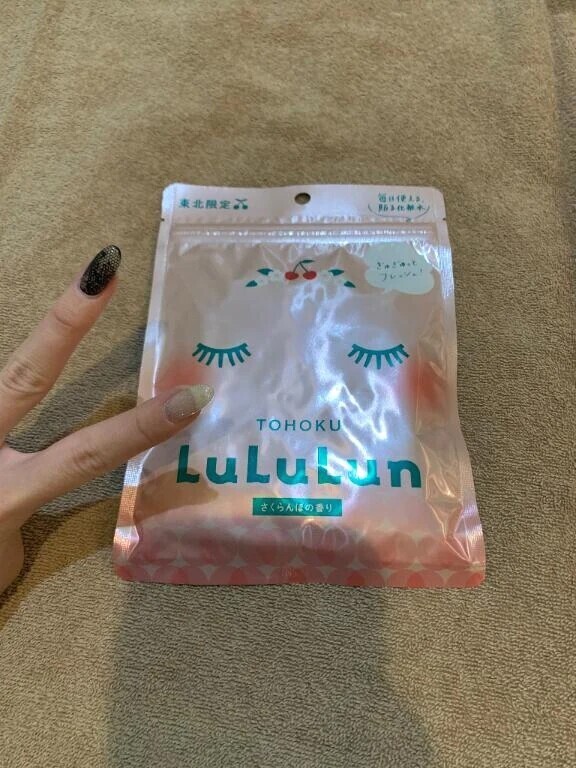 東北限定
毎日使える、
貼る化粧水
ぎゅぎゅっと
フレッシュ!
TOHOKU
LuLuLun
さくらんぼの香り